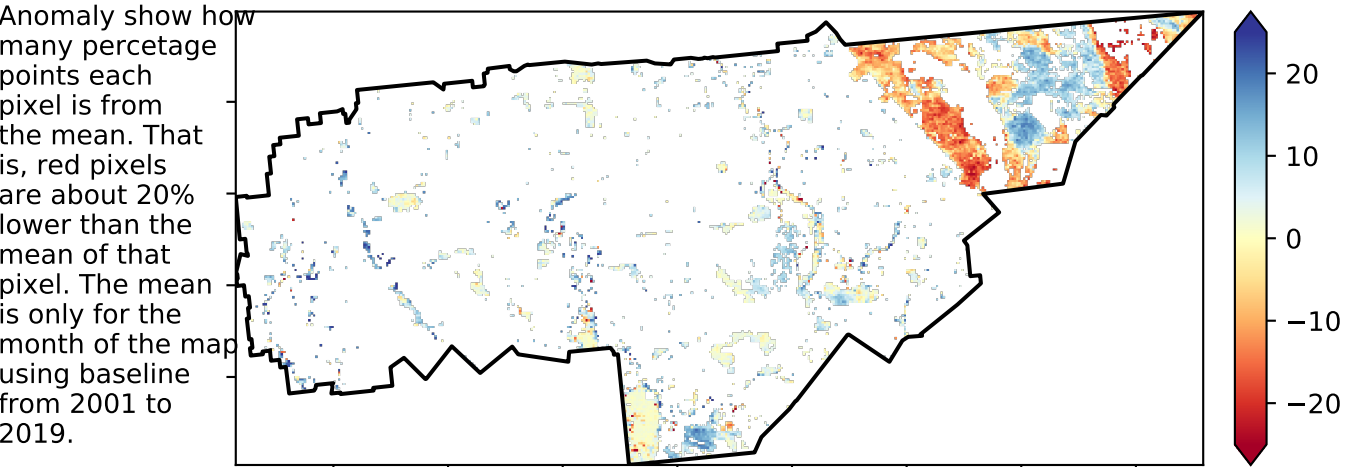 Anomaly show how
many percetage
points each
pixel is from
the mean. That
is, red pixels
are about 20%
lower than the
mean of that
pixel. The mean
is only for the
month of the map
using baseline
from 2001 to
2019.
20
10
0
−10
−20